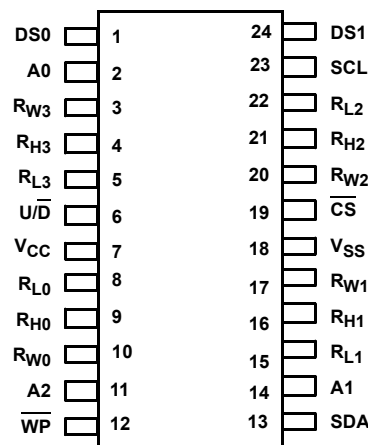 DS0 1 24 DS1
A0 2 23 SCL
RW3 3 22 RL2
RH3 4 21 RH2
RL3 5 20 RW2
U/D̅ 6 19 C̅S̅
VCC 7 18 VSS
RL0 8 17 RW1
RH0 9 16 RH1
RW0 10 15 RL1
A2 11 14 A1
W̅P̅ 12 13 SDA